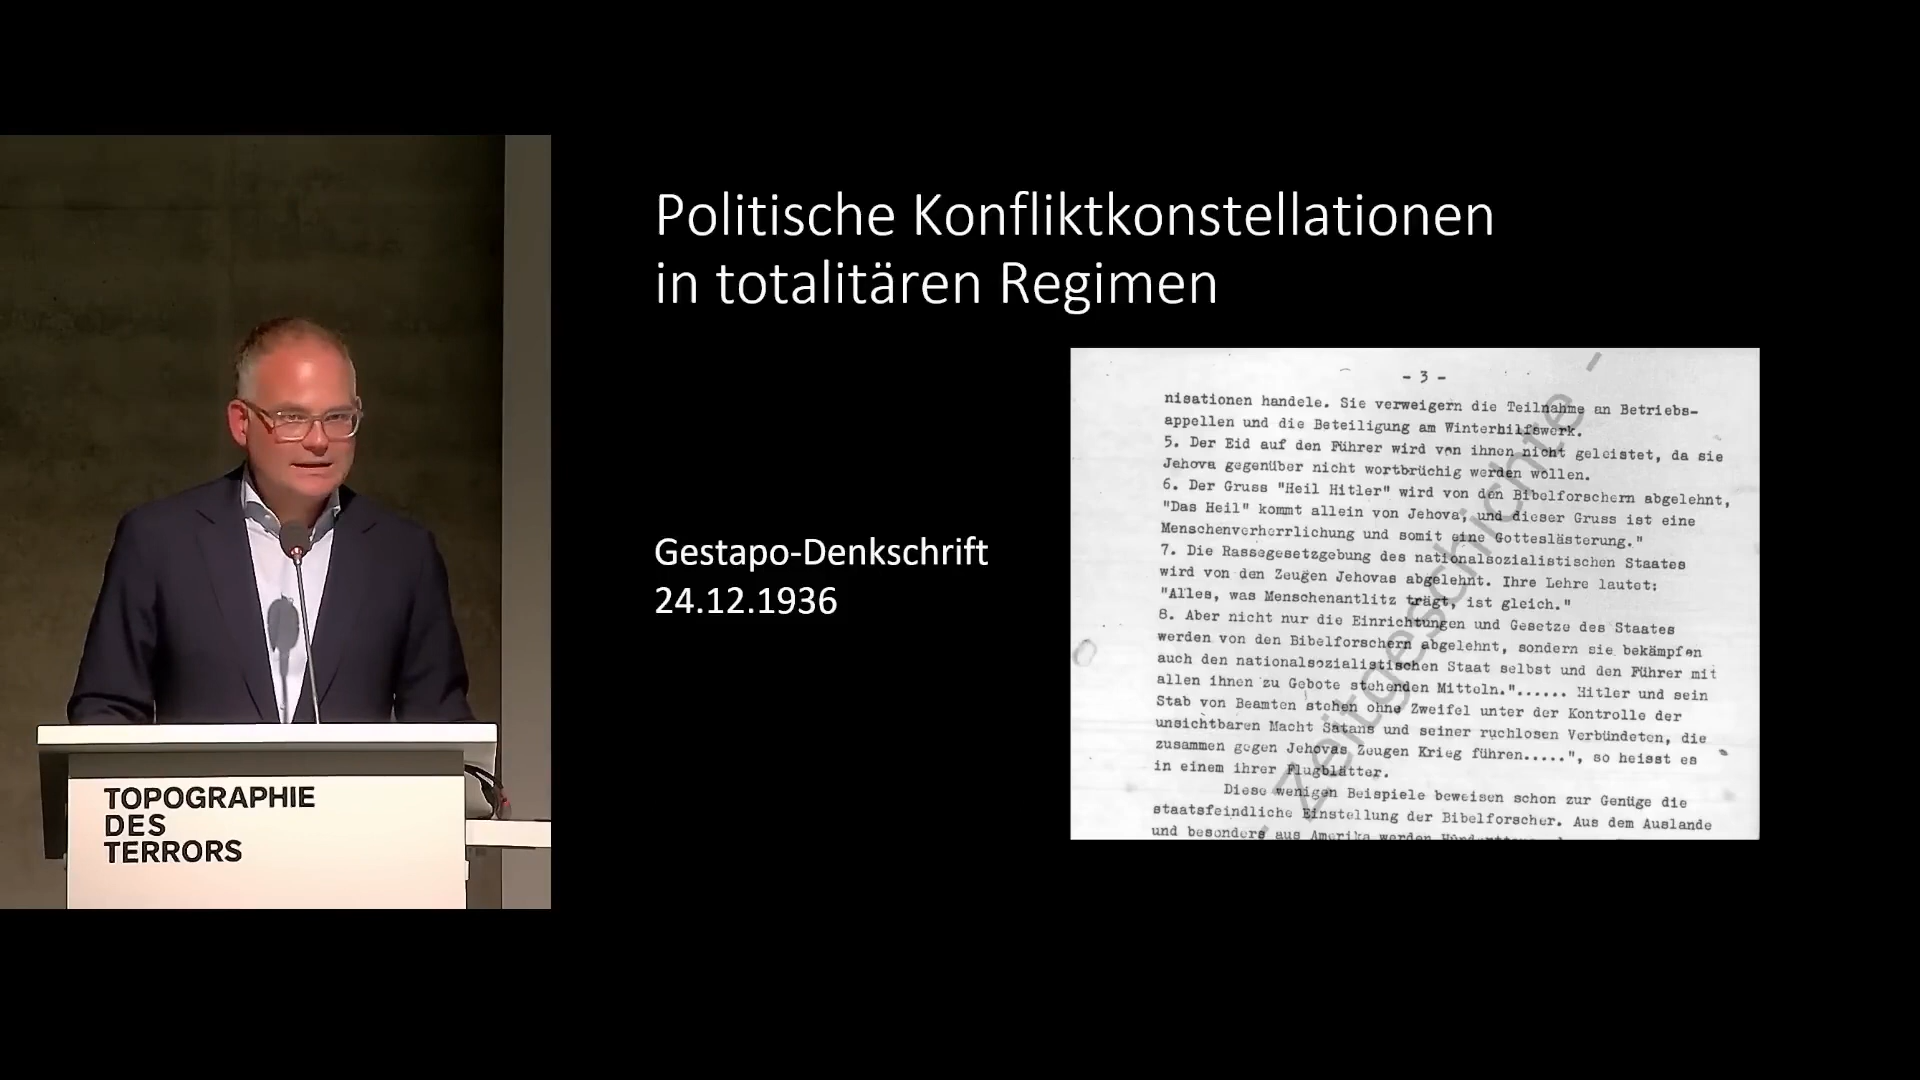 Politische Konfliktkonstellationen
in totalitären Regimen
Gestapo-Denkschrift
24.12.1936
- 3 -
nisationen handele. Sie verweigern die Teilnahme an Betriebs-
appellen und die Beteiligung am Winterhilfswerk.
5. Der Eid auf den Führer wird von ihnen nicht geleistet, da sie
Jehova gegenüber nicht wortbrüchig werden wollen.
6. Der Gruss "Heil Hitler" wird von den Bibelforschern abgelehnt,
"Das Heil" kommt allein von Jehova, und dieser Gruss ist eine
Menschenverherrlichung und somit eine Gotteslästerung."
7. Die Rassegesetzgebung des nationalsozialistischen Staates
wird von den Zeugen Jehovas abgelehnt. Ihre Lehre lautet:
"Alles, was Menschenantlitz trägt, ist gleich."
8. Aber nicht nur die Einrichtungen und Gesetze des Staates
werden von den Bibelforschern abgelehnt, sondern sie bekämpfen
auch den nationalsozialistischen Staat selbst und den Führer mit
allen ihnen zu Gebote stehenden Mitteln."...... Hitler und sein
Stab von Beamten stehen ohne Zweifel unter der Kontrolle der
unsichtbaren Macht Satans und seiner ruchlosen Verbündeten, die
zusammen gegen Jehovas Zeugen Krieg führen.....", so heisst es
in einem ihrer Flugblätter.
Diese wenigen Beispiele beweisen schon zur Genüge die
staatsfeindliche Einstellung der Bibelforscher. Aus dem Auslande
und besonders aus Amerika werden
- Zeitgeschichte -
TOPOGRAPHIE
DES
TERRORS